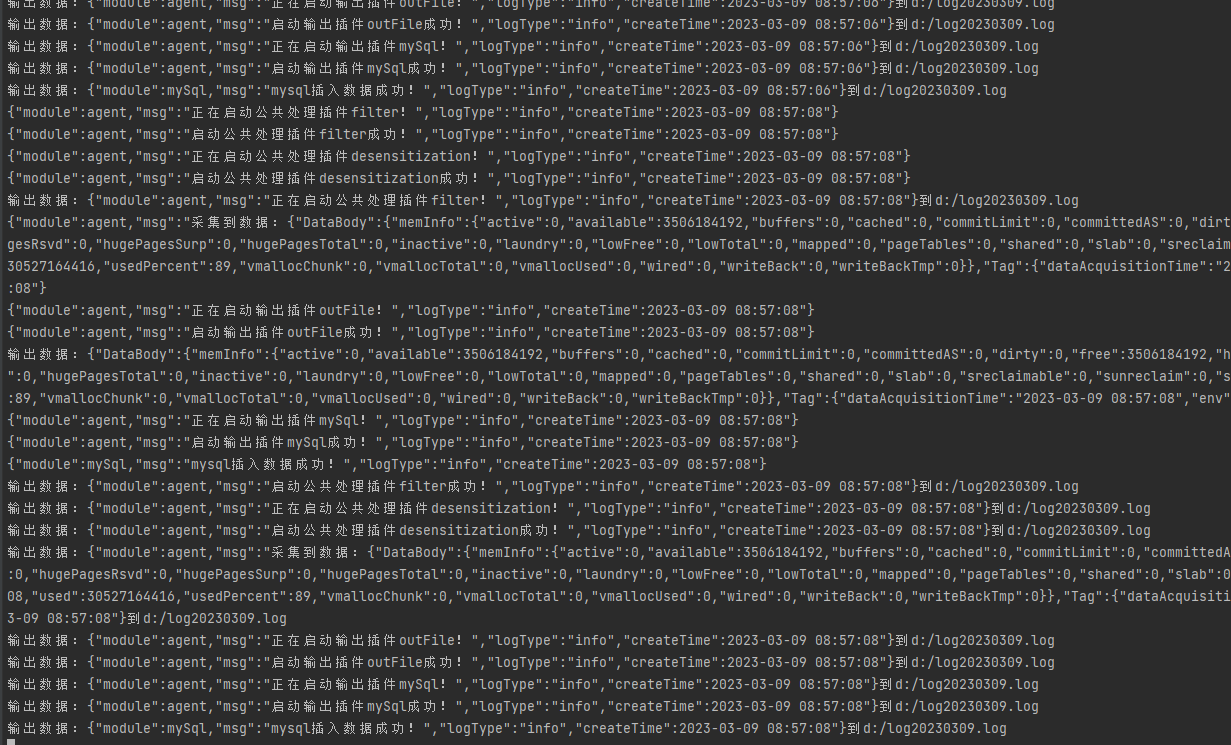 输出数据：{"module":agent,"msg":"正在启动输出插件outFile！","logType":"info","createTime":2023-03-09 08:57:08"}到d:/log20230309.log
输出数据：{"module":agent,"msg":"启动输出插件outFile成功！","logType":"info","createTime":2023-03-09 08:57:06"}到d:/log20230309.log
输出数据：{"module":agent,"msg":"正在启动输出插件mySql！","logType":"info","createTime":2023-03-09 08:57:06"}到d:/log20230309.log
输出数据：{"module":agent,"msg":"启动输出插件mySql成功！","logType":"info","createTime":2023-03-09 08:57:06"}到d:/log20230309.log
输出数据：{"module":mySql,"msg":"mysql插入数据成功！","logType":"info","createTime":2023-03-09 08:57:06"}到d:/log20230309.log
{"module":agent,"msg":"正在启动公共处理插件filter！","logType":"info","createTime":2023-03-09 08:57:08"}
{"module":agent,"msg":"启动公共处理插件filter成功！","logType":"info","createTime":2023-03-09 08:57:08"}
{"module":agent,"msg":"正在启动公共处理插件desensitization！","logType":"info","createTime":2023-03-09 08:57:08"}
{"module":agent,"msg":"启动公共处理插件desensitization成功！","logType":"info","createTime":2023-03-09 08:57:08"}
输出数据：{"module":agent,"msg":"正在启动公共处理插件filter！","logType":"info","createTime":2023-03-09 08:57:08"}到d:/log20230309.log
{"module":agent,"msg":"采集到数据：{"DataBody":{"memInfo":{"active":0,"available":3506184192,"buffers":0,"cached":0,"commitLimit":0,"committedAS":0,"dirt
gesRsvd":0,"hugePagesSurp":0,"hugePagesTotal":0,"inactive":0,"laundry":0,"lowFree":0,"lowTotal":0,"mapped":0,"pageTables":0,"shared":0,"slab":0,"sreclaim
30527164416,"usedPercent":89,"vmallocChunk":0,"vmallocTotal":0,"vmallocUsed":0,"wired":0,"writeBack":0,"writeBackTmp":0}},"Tag":{"dataAcquisitionTime":"2
:08"}
{"module":agent,"msg":"正在启动输出插件outFile！","logType":"info","createTime":2023-03-09 08:57:08"}
{"module":agent,"msg":"启动输出插件outFile成功！","logType":"info","createTime":2023-03-09 08:57:08"}
输出数据：{"DataBody":{"memInfo":{"active":0,"available":3506184192,"buffers":0,"cached":0,"commitLimit":0,"committedAS":0,"dirty":0,"free":3506184192,"h
":0,"hugePagesTotal":0,"inactive":0,"laundry":0,"lowFree":0,"lowTotal":0,"mapped":0,"pageTables":0,"shared":0,"slab":0,"sreclaimable":0,"sunreclaim":0,"s
:89,"vmallocChunk":0,"vmallocTotal":0,"vmallocUsed":0,"wired":0,"writeBack":0,"writeBackTmp":0}},"Tag":{"dataAcquisitionTime":"2023-03-09 08:57:08","env"
{"module":agent,"msg":"正在启动输出插件mySql！","logType":"info","createTime":2023-03-09 08:57:08"}
{"module":agent,"msg":"启动输出插件mySql成功！","logType":"info","createTime":2023-03-09 08:57:08"}
{"module":mySql,"msg":"mysql插入数据成功！","logType":"info","createTime":2023-03-09 08:57:08"}
输出数据：{"module":agent,"msg":"启动公共处理插件filter成功！","logType":"info","createTime":2023-03-09 08:57:08"}到d:/log20230309.log
输出数据：{"module":agent,"msg":"正在启动公共处理插件desensitization！","logType":"info","createTime":2023-03-09 08:57:08"}到d:/log20230309.log
输出数据：{"module":agent,"msg":"启动公共处理插件desensitization成功！","logType":"info","createTime":2023-03-09 08:57:08"}到d:/log20230309.log
输出数据：{"module":agent,"msg":"采集到数据：{"DataBody":{"memInfo":{"active":0,"available":3506184192,"buffers":0,"cached":0,"commitLimit":0,"committedA
:0,"hugePagesRsvd":0,"hugePagesSurp":0,"hugePagesTotal":0,"inactive":0,"laundry":0,"lowFree":0,"lowTotal":0,"mapped":0,"pageTables":0,"shared":0,"slab":0
08,"used":30527164416,"usedPercent":89,"vmallocChunk":0,"vmallocTotal":0,"vmallocUsed":0,"wired":0,"writeBack":0,"writeBackTmp":0}},"Tag":{"dataAcquisiti
3-09 08:57:08"}到d:/log20230309.log
输出数据：{"module":agent,"msg":"正在启动输出插件outFile！","logType":"info","createTime":2023-03-09 08:57:08"}到d:/log20230309.log
输出数据：{"module":agent,"msg":"启动输出插件outFile成功！","logType":"info","createTime":2023-03-09 08:57:08"}到d:/log20230309.log
输出数据：{"module":agent,"msg":"正在启动输出插件mySql！","logType":"info","createTime":2023-03-09 08:57:08"}到d:/log20230309.log
输出数据：{"module":agent,"msg":"启动输出插件mySql成功！","logType":"info","createTime":2023-03-09 08:57:08"}到d:/log20230309.log
输出数据：{"module":mySql,"msg":"mysql插入数据成功！","logType":"info","createTime":2023-03-09 08:57:08"}到d:/log20230309.log